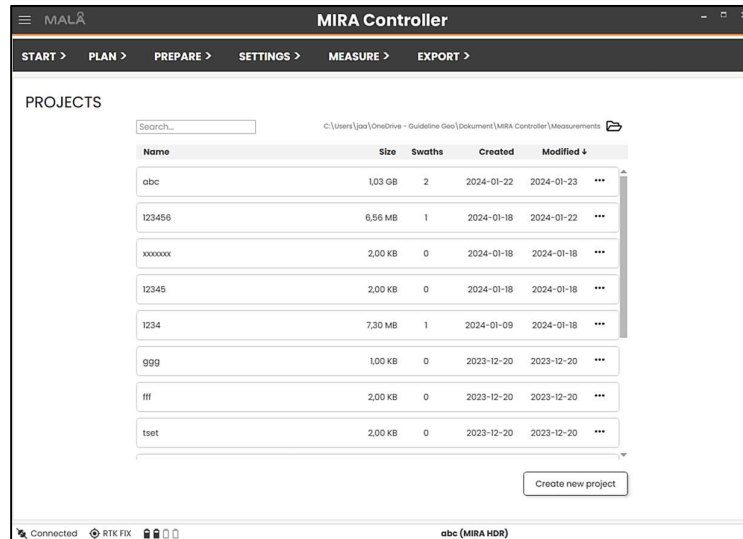 MALÅ MIRA Controller
START > PLAN > PREPARE > SETTINGS > MEASURE > EXPORT >
PROJECTS
Search... C:\Users\jaa\OneDrive - Guideline Geo\Dokument\MIRA Controller\Measurements
Name Size Swaths Created Modified ↓
abc 1,03 GB 2 2024-01-22 2024-01-23 •••
123456 6,56 MB 1 2024-01-18 2024-01-22 •••
xxxxxxx 2,00 KB 0 2024-01-18 2024-01-18 •••
12345 2,00 KB 0 2024-01-18 2024-01-18 •••
1234 7,30 MB 1 2024-01-09 2024-01-18 •••
ggg 1,00 KB 0 2023-12-20 2023-12-20 •••
fff 2,00 KB 0 2023-12-20 2023-12-20 •••
tset 2,00 KB 0 2023-12-20 2023-12-20 •••
Create new project
Connected RTK FIX abc (MIRA HDR)